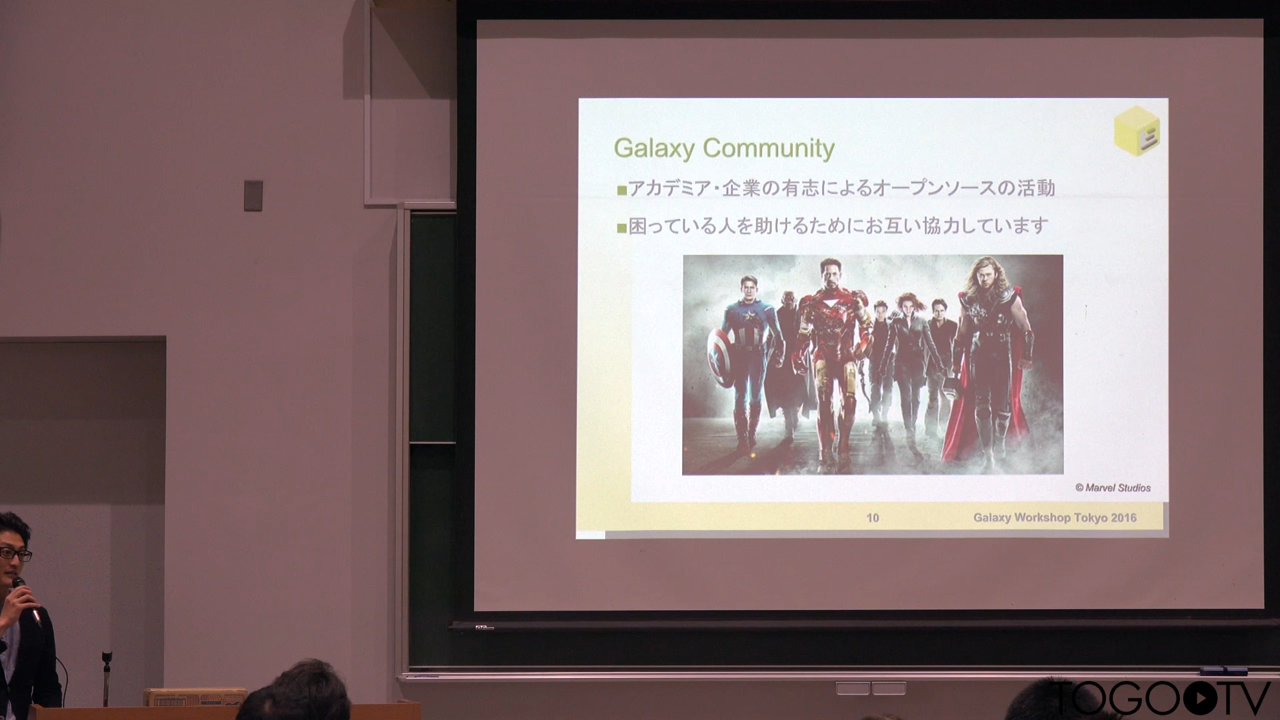 Galaxy Community
■アカデミア・企業の有志によるオープンソースの活動
■困っている人を助けるためにお互い協力しています
© Marvel Studios
10
Galaxy Workshop Tokyo 2016
TOGOTV